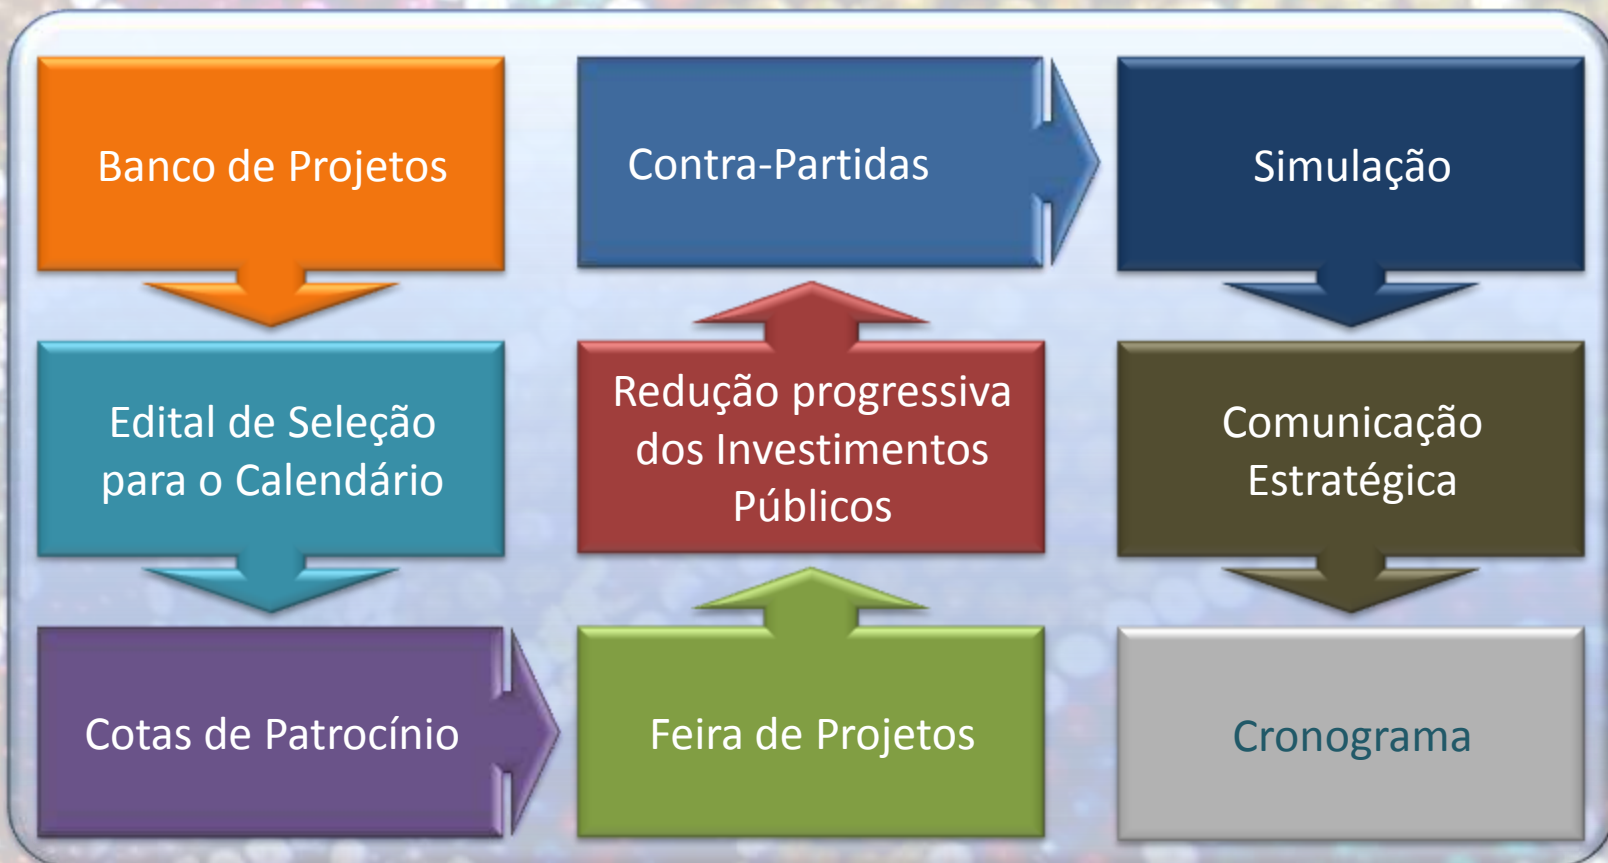 Banco de Projetos
Edital de Seleção
para o Calendário
Cotas de Patrocínio
Feira de Projetos
Redução progressiva
dos Investimentos
Públicos
Contra-Partidas
Simulação
Comunicação
Estratégica
Cronograma